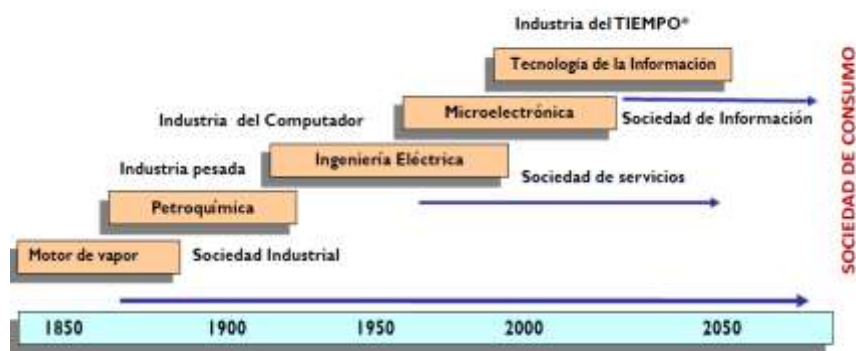 Industria del TIEMPO*
Tecnología de la Información
Industria del Computador
Microelectrónica
Sociedad de Información
Industria pesada
Ingeniería Eléctrica
Sociedad de servicios
Petroquímica
Motor de vapor
Sociedad Industrial
1850 1900 1950 2000 2050
SOCIEDAD DE CONSUMO